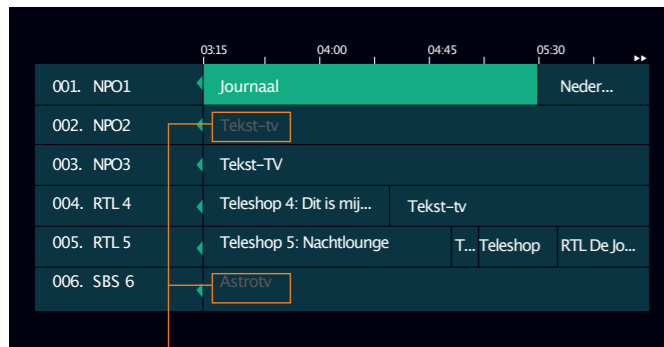 03:15 04:00 04:45 05:30
001. NPO1 Journaal Neder...
002. NPO2 Tekst-tv
003. NPO3 Tekst-TV
004. RTL 4 Teleshop 4: Dit is mij... Tekst-tv
005. RTL 5 Teleshop 5: Nachtlounge T... Teleshop RTL De Jo...
006. SBS 6 Astrotv